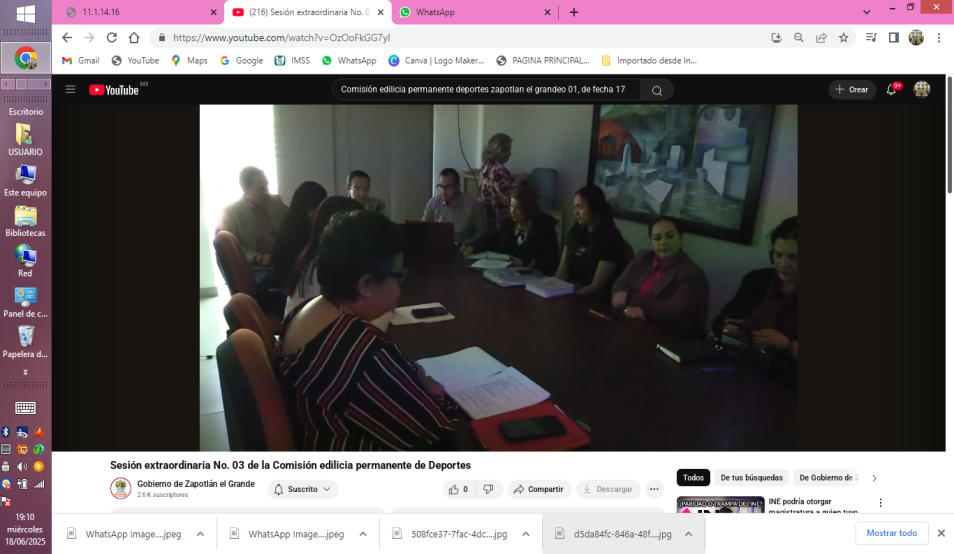 11.1.14.16
(216) Sesión extraordinaria No. 0
WhatsApp
https://www.youtube.com/watch?v=OzOoFkGG7yI
Gmail
YouTube
Maps
Google
IMSS
WhatsApp
Canva | Logo Maker...
PAGINA PRINCIPAL...
Importado desde In...
YouTube MX
Comisión edilicia permanente deportes zapotlan el grandeo 01, de fecha 17
Crear
9+
Escritorio
USUARIO
Este equipo
Bibliotecas
Red
Panel de c...
Papelera d...
Sesión extraordinaria No. 03 de la Comisión edilicia permanente de Deportes
Gobierno de Zapotlán el Grande
2.6 K suscriptores
Suscrito
0
Compartir
Descargar
Todos
De tus búsquedas
De Gobierno de Z
¿PARIDAD O TRAMPA DEL INE?
INE podría otorgar
magistratura a quien tuvo
19:10
miércoles
18/06/2025
WhatsApp Image....jpeg
WhatsApp Image....jpeg
508fce37-7fac-4dc....jpg
d5da84fc-846a-48f....jpg
Mostrar todo